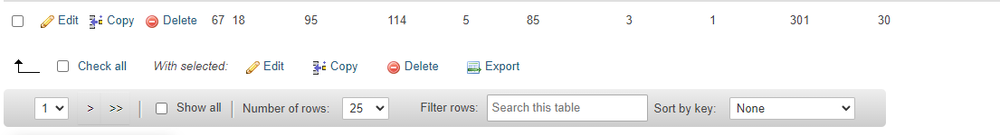 Edit Copy Delete 67 18 95 114 5 85 3 1 301 30
Check all With selected: Edit Copy Delete Export
1 > >> Show all Number of rows: 25 Filter rows: Search this table Sort by key: None